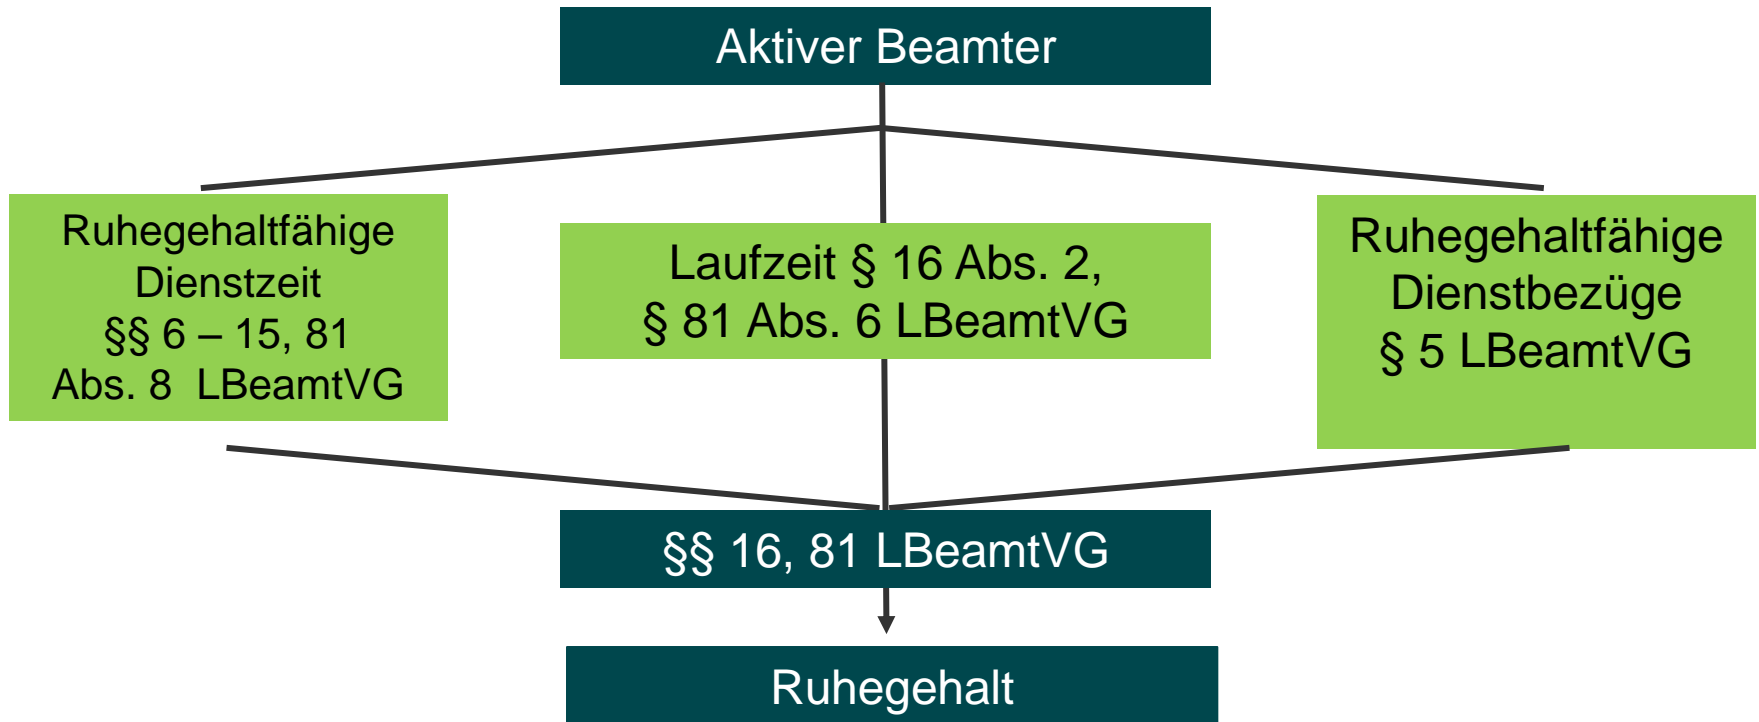 Aktiver Beamter
Ruhegehaltfähige
Dienstzeit
§§ 6 – 15, 81
Abs. 8 LBeamtVG
Laufzeit § 16 Abs. 2,
§ 81 Abs. 6 LBeamtVG
Ruhegehaltfähige
Dienstbezüge
§ 5 LBeamtVG
§§ 16, 81 LBeamtVG
Ruhegehalt